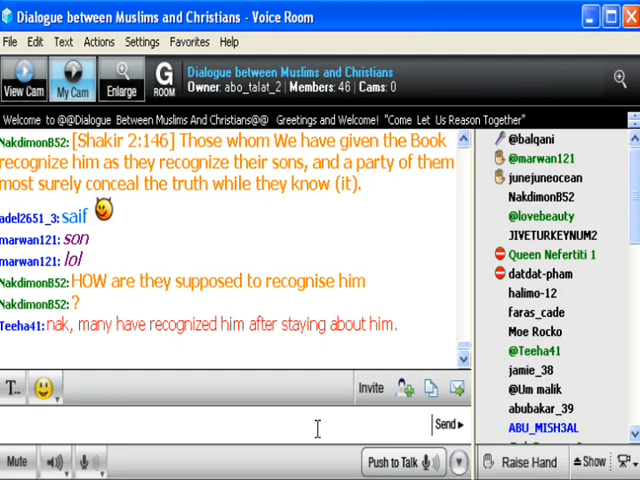 Dialogue between Muslims and Christians - Voice Room
File Edit Text Actions Settings Favorites Help
View Cam My Cam Enlarge G ROOM
Dialogue between Muslims and Christians
Owner: abo_talat_2 | Members: 46 | Cams: 0
Welcome to @@Dialogue Between Muslims And Christians@@ Greetings and Welcome! "Come Let Us Reason Together"
NakdimonB52: [Shakir 2:146] Those whom We have given the Book
recognize him as they recognize their sons, and a party of them
most surely conceal the truth while they know (it).
adel2651_3: saif
marwan121: son
marwan121: lol
NakdimonB52: HOW are they supposed to recognise him
NakdimonB52: ?
Teeha41: nak, many have recognized him after staying about him.
@balqani
@marwan121
junejuneocean
NakdimonB52
@lovebeauty
JIVETURKEYNUM2
Queen Nefertiti 1
datdat-pham
halimo-12
faras_cade
Moe Rocko
@Teeha41
jamie_38
@Um malik
abubakar_39
ABU_MISH3AL
T... Invite
Send
Mute Push to Talk Raise Hand Show